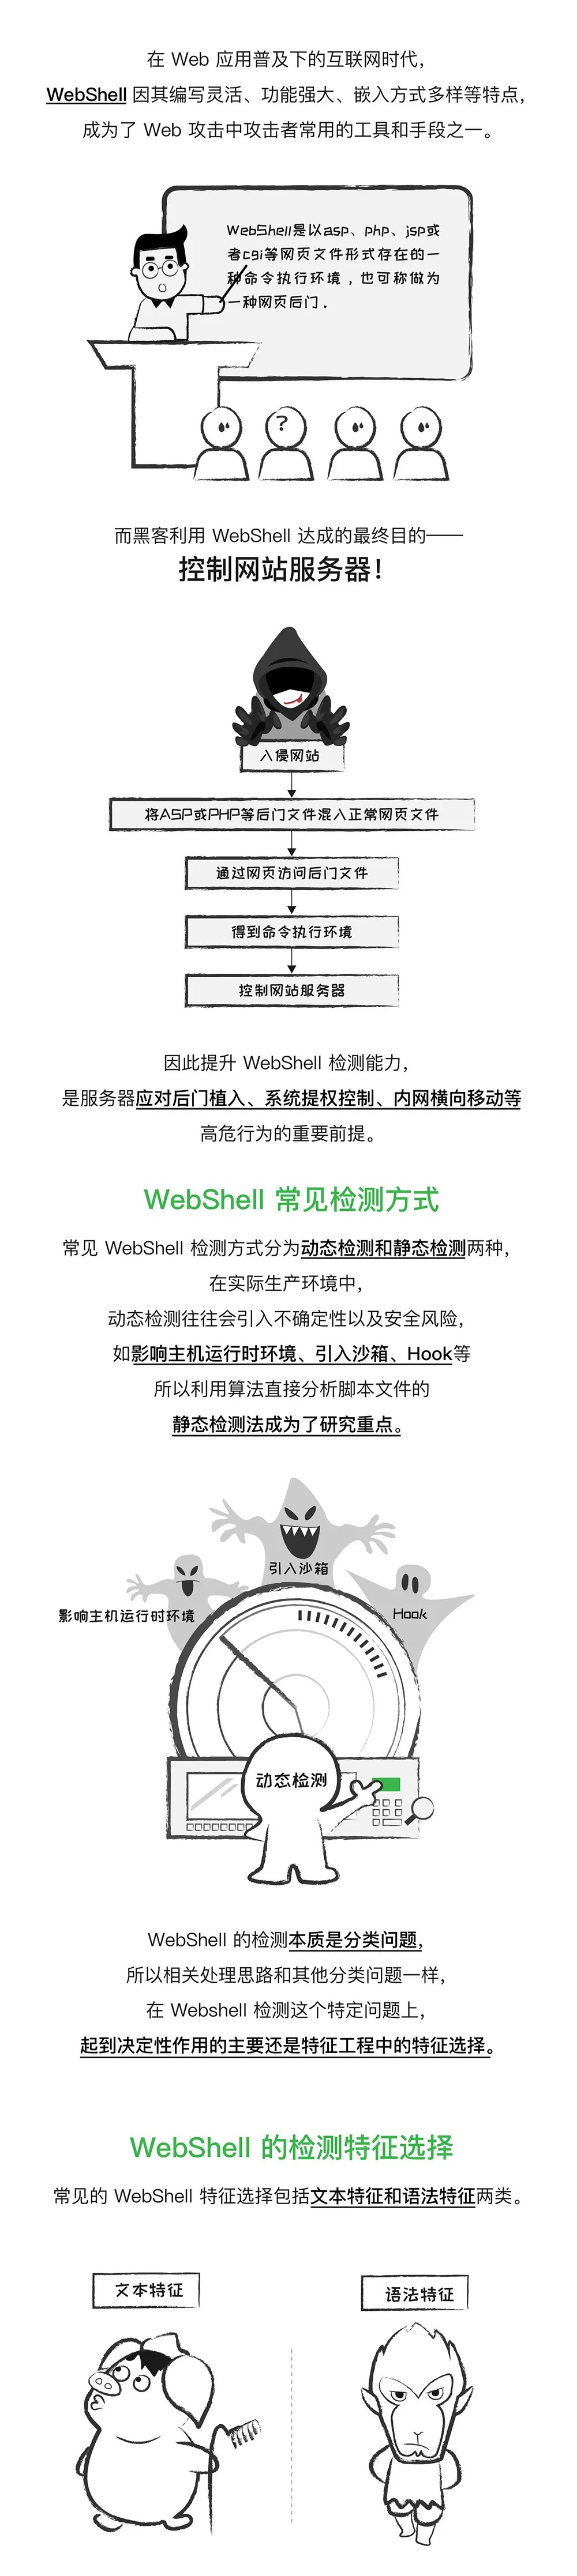 在 Web 应用普及下的互联网时代，
WebShell 因其编写灵活、功能强大、嵌入方式多样等特点，
成为了 Web 攻击中攻击者常用的工具和手段之一。
WebShell是以asp、php、jsp或
者cgi等网页文件形式存在的一
种命令执行环境，也可称做为
一种网页后门.
?
而黑客利用 WebShell 达成的最终目的——
控制网站服务器！
入侵网站
将ASP或PHP等后门文件混入正常网页文件
通过网页访问后门文件
得到命令执行环境
控制网站服务器
因此提升 WebShell 检测能力，
是服务器应对后门植入、系统提权控制、内网横向移动等
高危行为的重要前提。
WebShell 常见检测方式
常见 WebShell 检测方式分为动态检测和静态检测两种，
在实际生产环境中，
动态检测往往会引入不确定性以及安全风险，
如影响主机运行时环境、引入沙箱、Hook等
所以利用算法直接分析脚本文件的
静态检测法成为了研究重点。
引入沙箱
影响主机运行时环境
Hook
动态检测
WebShell 的检测本质是分类问题，
所以相关处理思路和其他分类问题一样，
在 Webshell 检测这个特定问题上，
起到决定性作用的主要还是特征工程中的特征选择。
WebShell 的检测特征选择
常见的 WebShell 特征选择包括文本特征和语法特征两类。
文本特征
语法特征